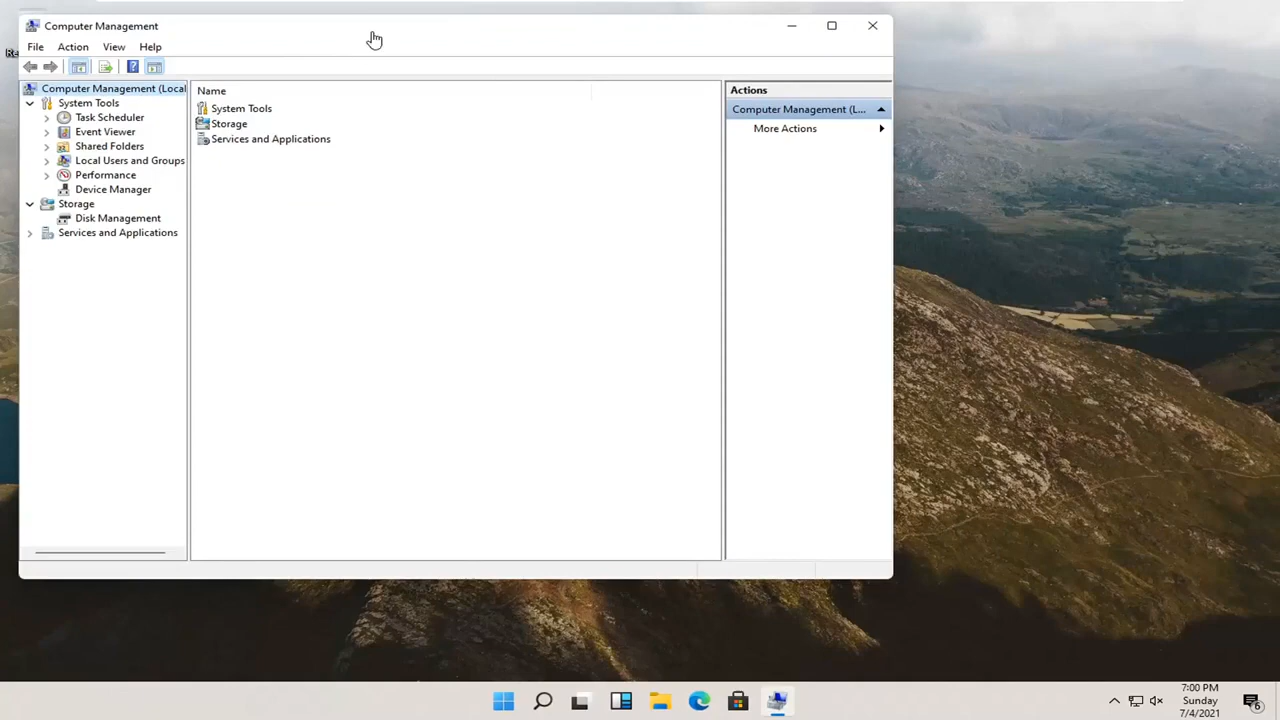 Computer Management
File Action View Help
Re
Computer Management (Local
System Tools
Task Scheduler
Event Viewer
Shared Folders
Local Users and Groups
Performance
Device Manager
Storage
Disk Management
Services and Applications
Name
System Tools
Storage
Services and Applications
Actions
Computer Management (L...
More Actions
7:00 PM
Sunday
7/4/2021
6